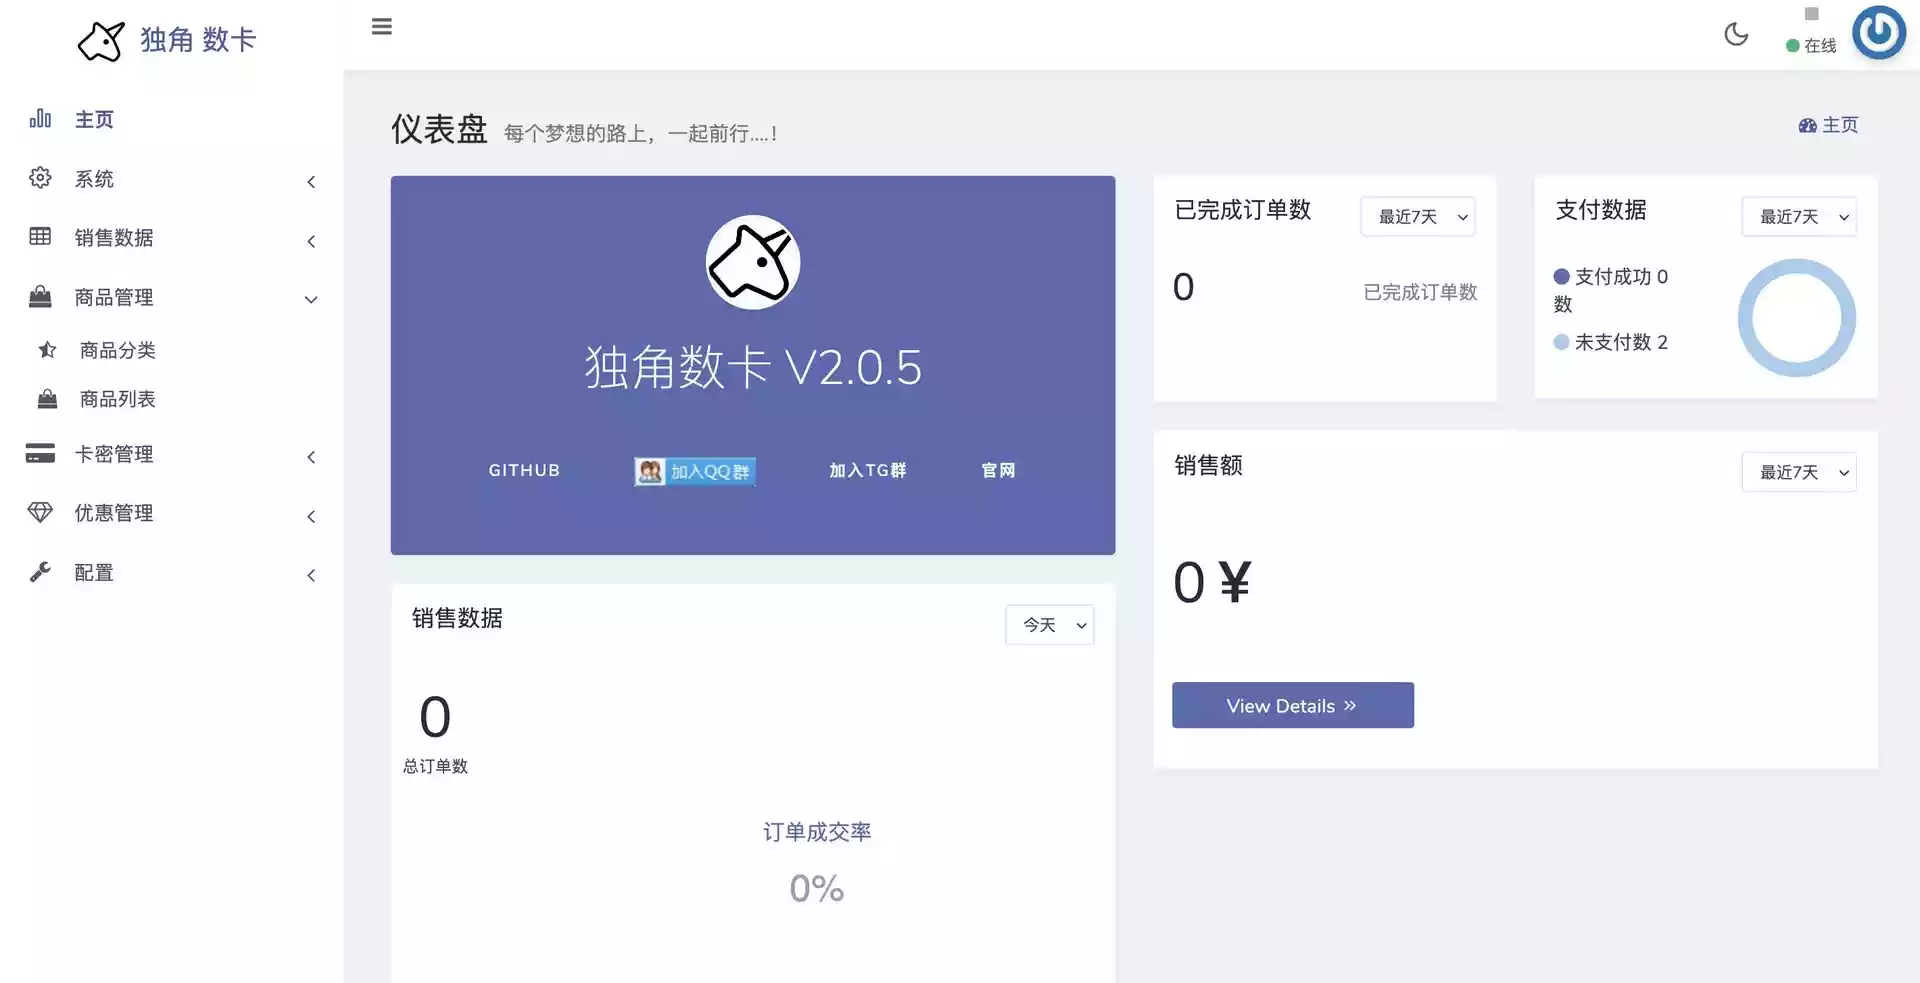 独角 数卡
在线
主页
系统
销售数据
商品管理
商品分类
商品列表
卡密管理
优惠管理
配置
仪表盘 每个梦想的路上，一起前行....！
主页
独角数卡 V2.0.5
GITHUB 加入QQ群 加入TG群 官网
已完成订单数 最近7天
0 已完成订单数
支付数据 最近7天
支付成功 0
数
未支付数 2
销售额 最近7天
0 ¥
View Details »
销售数据 今天
0
总订单数
订单成交率
0%